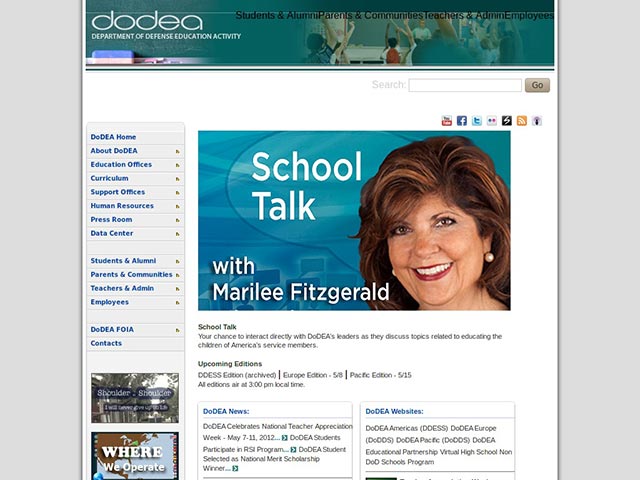 dodea
DEPARTMENT OF DEFENSE EDUCATION ACTIVITY
Students & Alumni Parents & Communities Teachers & Admin Employees
Search:
Go
DoDEA Home
About DoDEA
Education Offices
Curriculum
Support Offices
Human Resources
Press Room
Data Center
Students & Alumni
Parents & Communities
Teachers & Admin
Employees
DoDEA FOIA
Contacts
Shoulder to Shoulder
I will never give up on life
WHERE
We Operate
School
Talk
with
Marilee Fitzgerald
School Talk
Your chance to interact directly with DoDEA's leaders as they discuss topics related to educating the
children of America's service members.
Upcoming Editions
DDESS Edition (archived) | Europe Edition - 5/8 | Pacific Edition - 5/15
All editions air at 3:00 pm local time.
DoDEA News:
DoDEA Celebrates National Teacher Appreciation
Week - May 7-11, 2012... DoDEA Students
Participate in RSI Program... DoDEA Student
Selected as National Merit Scholarship
Winner...
DoDEA Websites:
DoDEA Americas (DDESS) DoDEA Europe
(DoDDS) DoDEA Pacific (DoDDS) DoDEA
Educational Partnership Virtual High School Non
DoD Schools Program